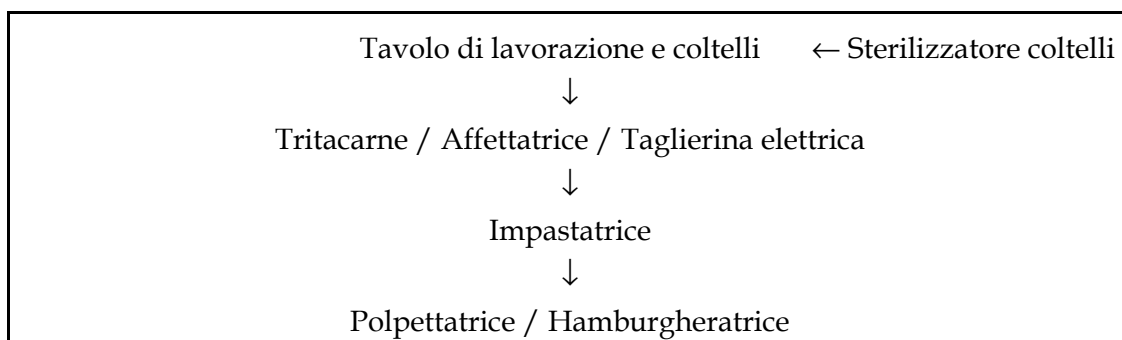 Tavolo di lavorazione e coltelli ← Sterilizzatore coltelli
↓
Tritacarne / Affettatrice / Taglierina elettrica
↓
Impastatrice
↓
Polpettatrice / Hamburgheratrice